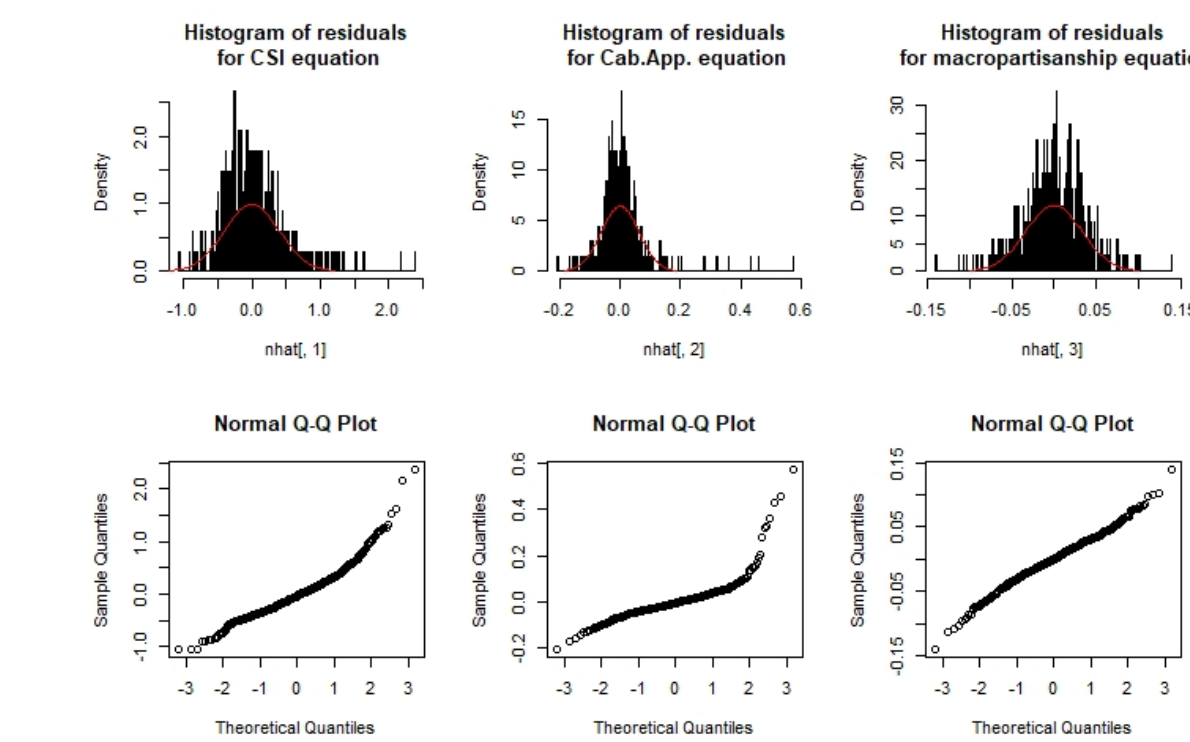 Histogram of residuals
for CSI equation
Histogram of residuals
for Cab.App. equation
Histogram of residuals
for macropartisanship equatio
Density
0.0
1.0
2.0
-1.0
0.0
1.0
2.0
nhat[, 1]
Density
0
5
10
15
-0.2
0.0
0.2
0.4
0.6
nhat[, 2]
Density
0
5
10
20
30
-0.15
-0.05
0.05
0.15
nhat[, 3]
Normal Q-Q Plot
Normal Q-Q Plot
Normal Q-Q Plot
Sample Quantiles
-1.0
0.0
1.0
2.0
-3 -2 -1 0 1 2 3
Theoretical Quantiles
Sample Quantiles
-0.2
0.0
0.2
0.4
0.6
-3 -2 -1 0 1 2 3
Theoretical Quantiles
Sample Quantiles
-0.15
-0.05
0.05
0.15
-3 -2 -1 0 1 2 3
Theoretical Quantiles